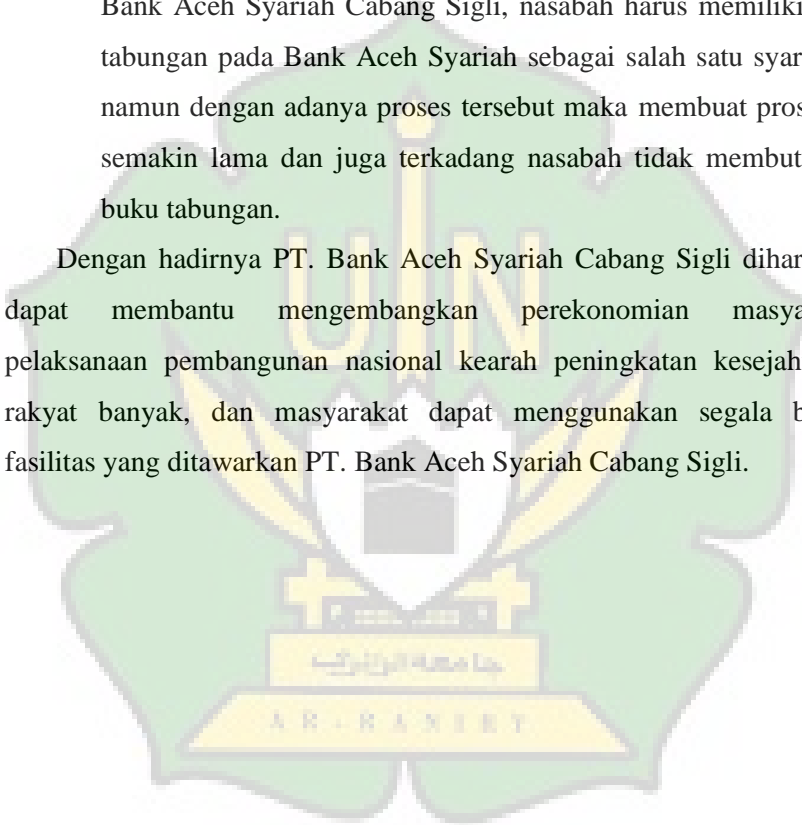 Bank Aceh Syariah Cabang Sigli, nasabah harus memiliki
tabungan pada Bank Aceh Syariah sebagai salah satu syar
namun dengan adanya proses tersebut maka membuat pros
semakin lama dan juga terkadang nasabah tidak membut
buku tabungan.
Dengan hadirnya PT. Bank Aceh Syariah Cabang Sigli dihar
dapat membantu mengembangkan perekonomian masya
pelaksanaan pembangunan nasional kearah peningkatan kesejah
rakyat banyak, dan masyarakat dapat menggunakan segala b
fasilitas yang ditawarkan PT. Bank Aceh Syariah Cabang Sigli.
UIN
جامعة الرانري
AR-RANIRY